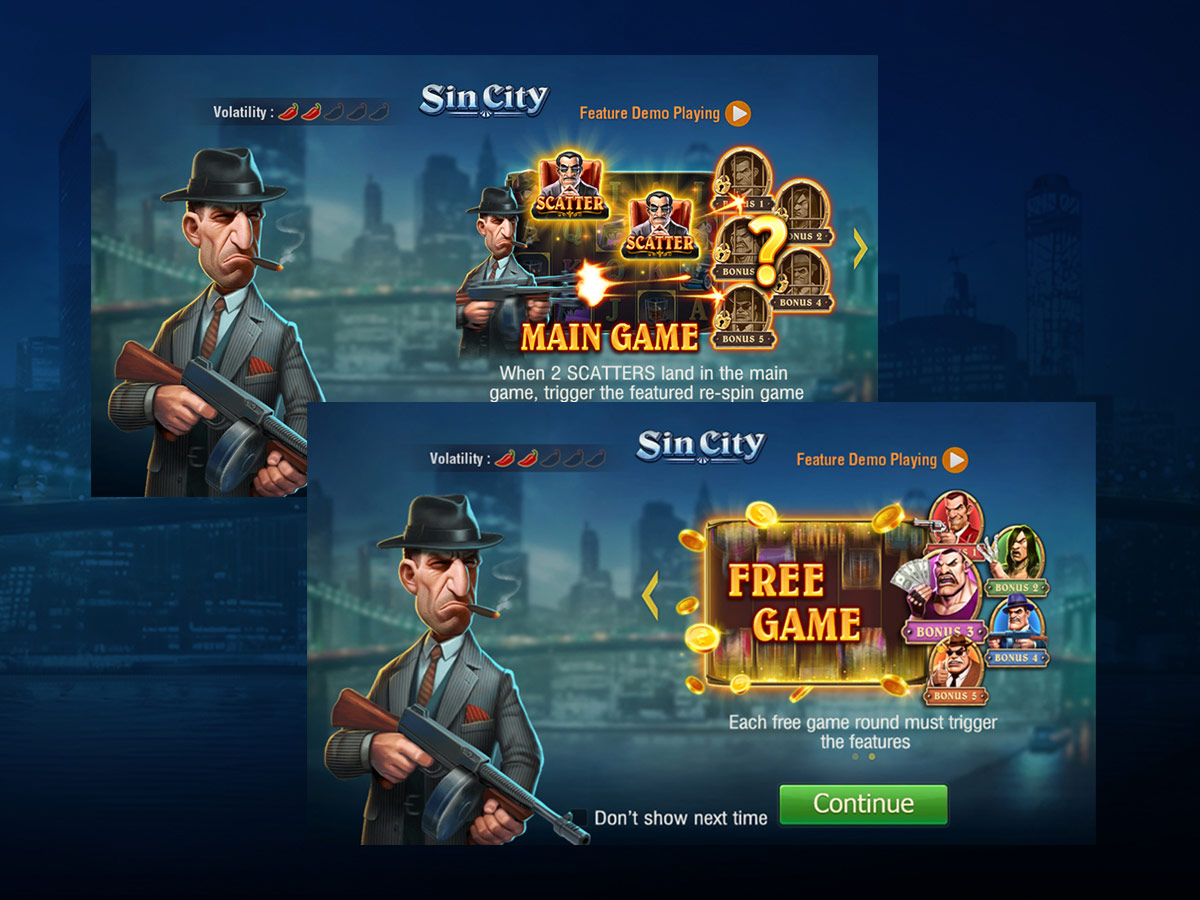 Volatility :
Sin City
Feature Demo Playing
SCATTER
SCATTER
BONUS 2
BONUS 4
BONUS 5
MAIN GAME
When 2 SCATTERS land in the main
game, trigger the featured re-spin game
Volatility :
Sin City
Feature Demo Playing
FREE
GAME
BONUS 2
BONUS 3
BONUS 4
BONUS 5
Each free game round must trigger
the features
Don't show next time
Continue